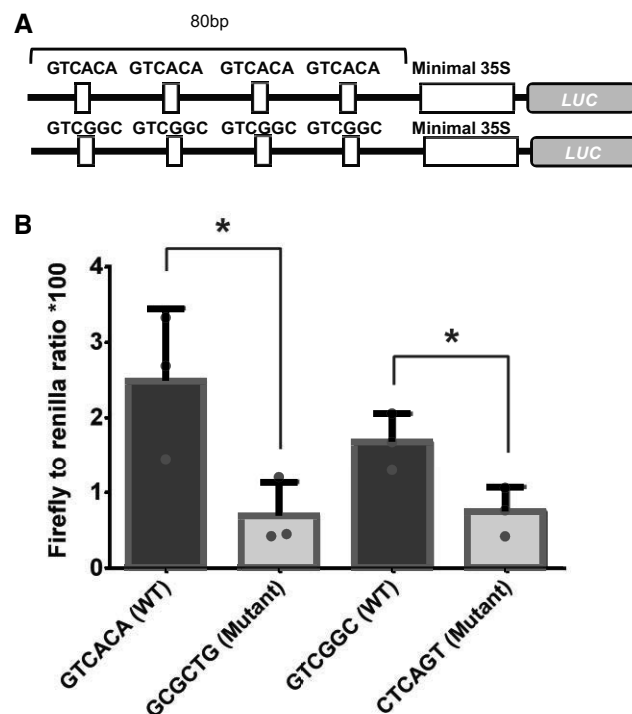 A
80bp
GTCACA GTCACA GTCACA GTCACA Minimal 35S
LUC
GTCGGC GTCGGC GTCGGC GTCGGC Minimal 35S
LUC
B
Firefly to renilla ratio *100
4
3
2
1
0
*
*
GTCACA (WT)
GCGCTG (Mutant)
GTCGGC (WT)
CTCAGT (Mutant)